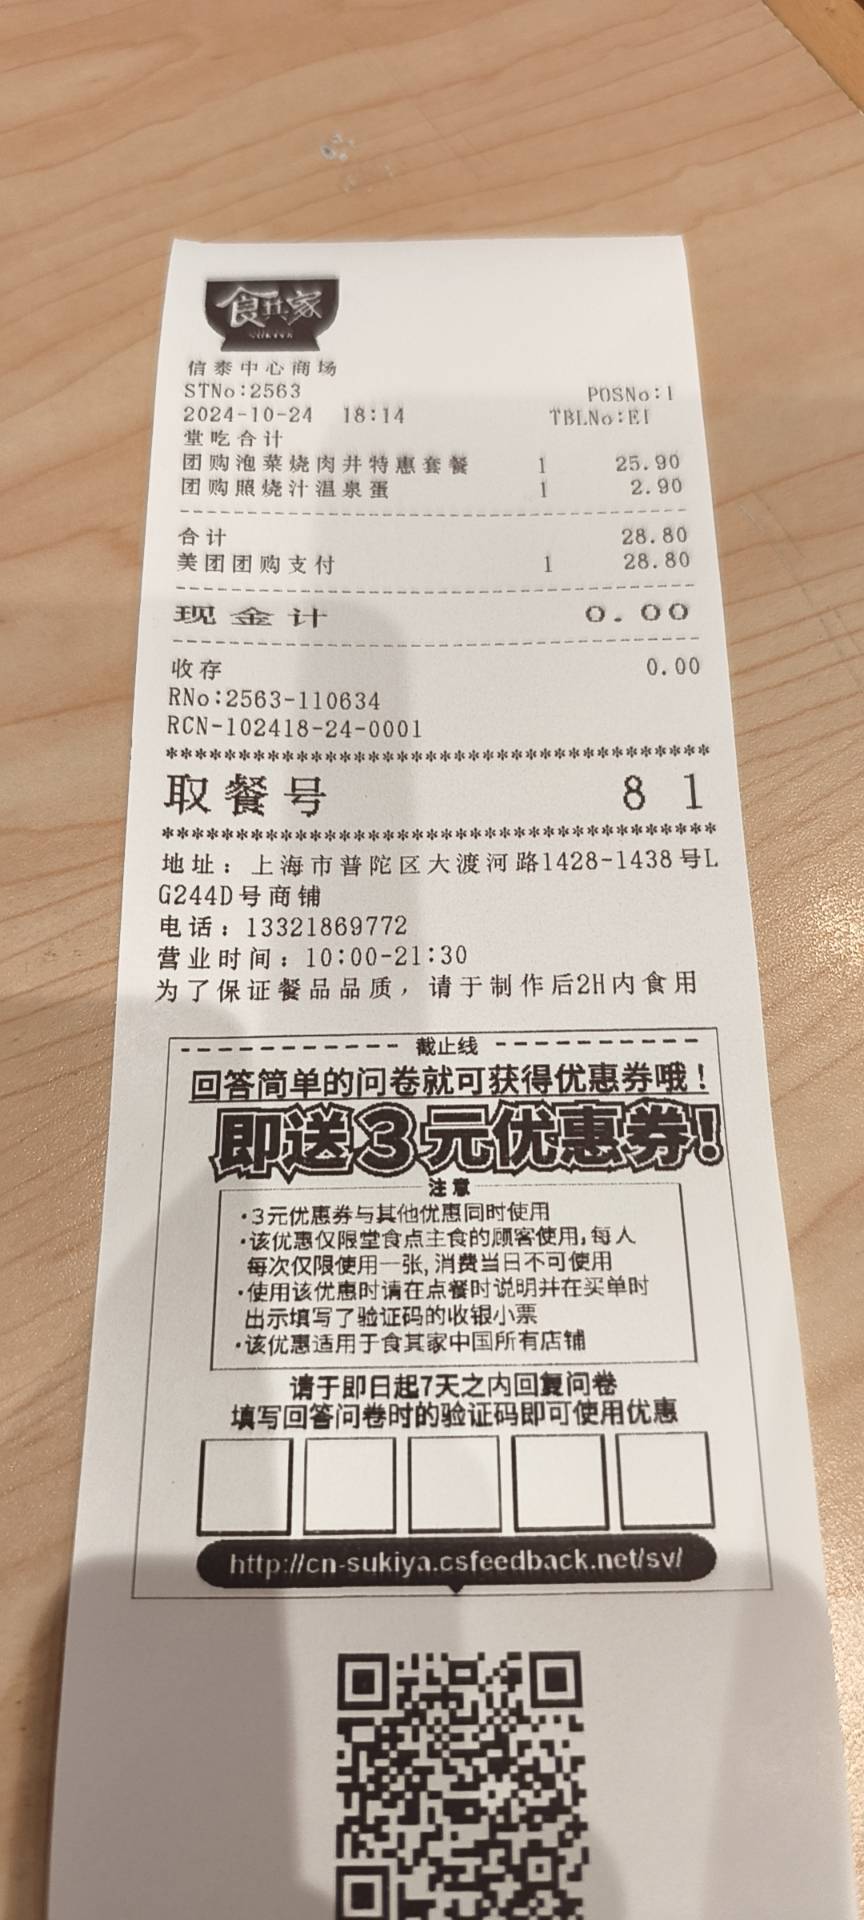 食其家
SUKIYA
信泰中心商场
STNo:2563 POSNo:1
2024-10-24 18:14 TBLNo:E1
堂吃合计
团购泡菜烧肉丼特惠套餐 1 25.90
团购照烧汁温泉蛋 1 2.90
合计 28.80
美团团购支付 1 28.80
现金计 0.00
收存 0.00
RNo:2563-110634
RCN-102418-24-0001
****************************************
取餐号 81
****************************************
地址：上海市普陀区大渡河路1428-1438号L
G244D号商铺
电话：13321869772
营业时间：10:00-21:30
为了保证餐品品质，请于制作后2H内食用
截止线
回答简单的问卷就可获得优惠券哦！
即送3元优惠券！
注意
·3元优惠券与其他优惠同时使用
·该优惠仅限堂食点主食的顾客使用,每人
每次仅限使用一张,消费当日不可使用
·使用该优惠时请在点餐时说明并在买单时
出示填写了验证码的收银小票
·该优惠适用于食其家中国所有店铺
请于即日起7天之内回复问卷
填写回答问卷时的验证码即可使用优惠
http://cn-sukiya.csfeedback.net/sv/